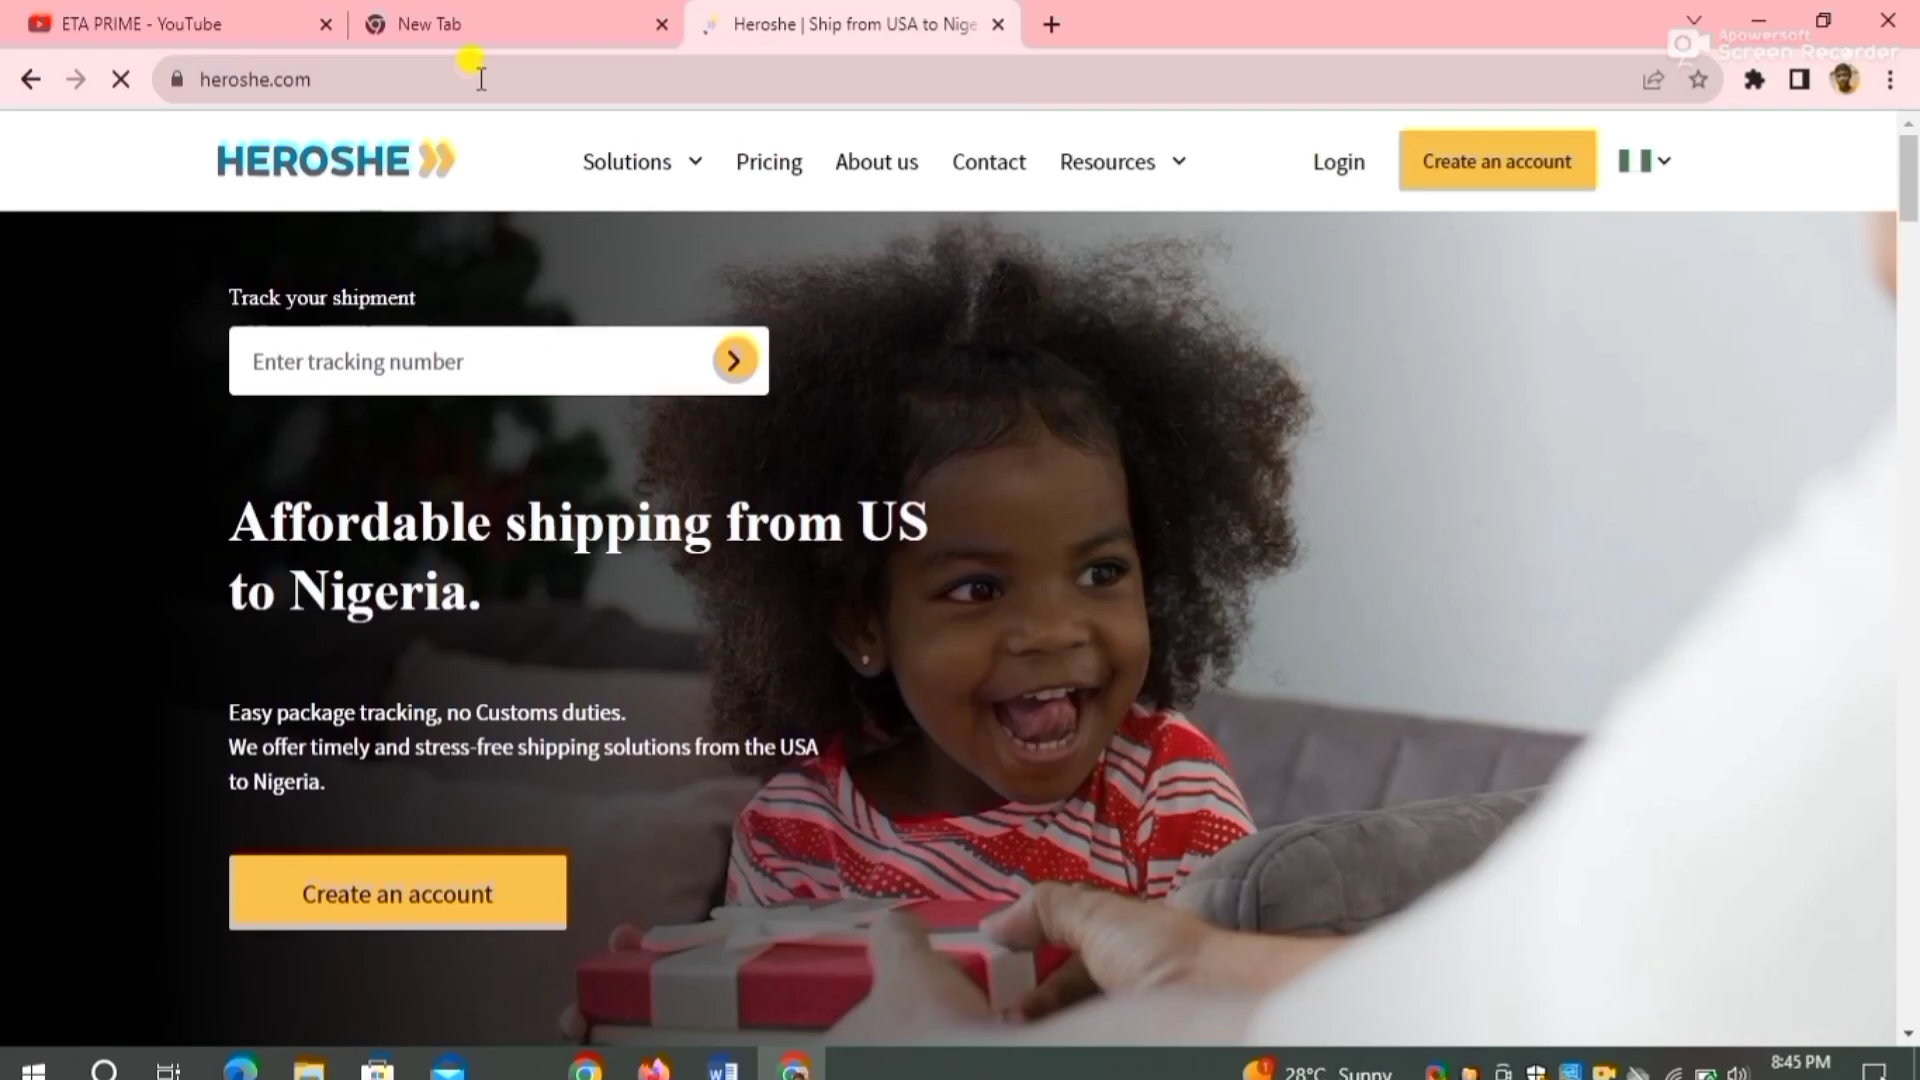 ETA PRIME - YouTube
New Tab
Heroshe | Ship from USA to Nige
Apowersoft
Screen Recorder
heroshe.com
HEROSHE
Solutions
Pricing
About us
Contact
Resources
Login
Create an account
Track your shipment
Enter tracking number
Affordable shipping from US
to Nigeria.
Easy package tracking, no Customs duties.
We offer timely and stress-free shipping solutions from the USA
to Nigeria.
Create an account
28°C Sunny
8:45 PM